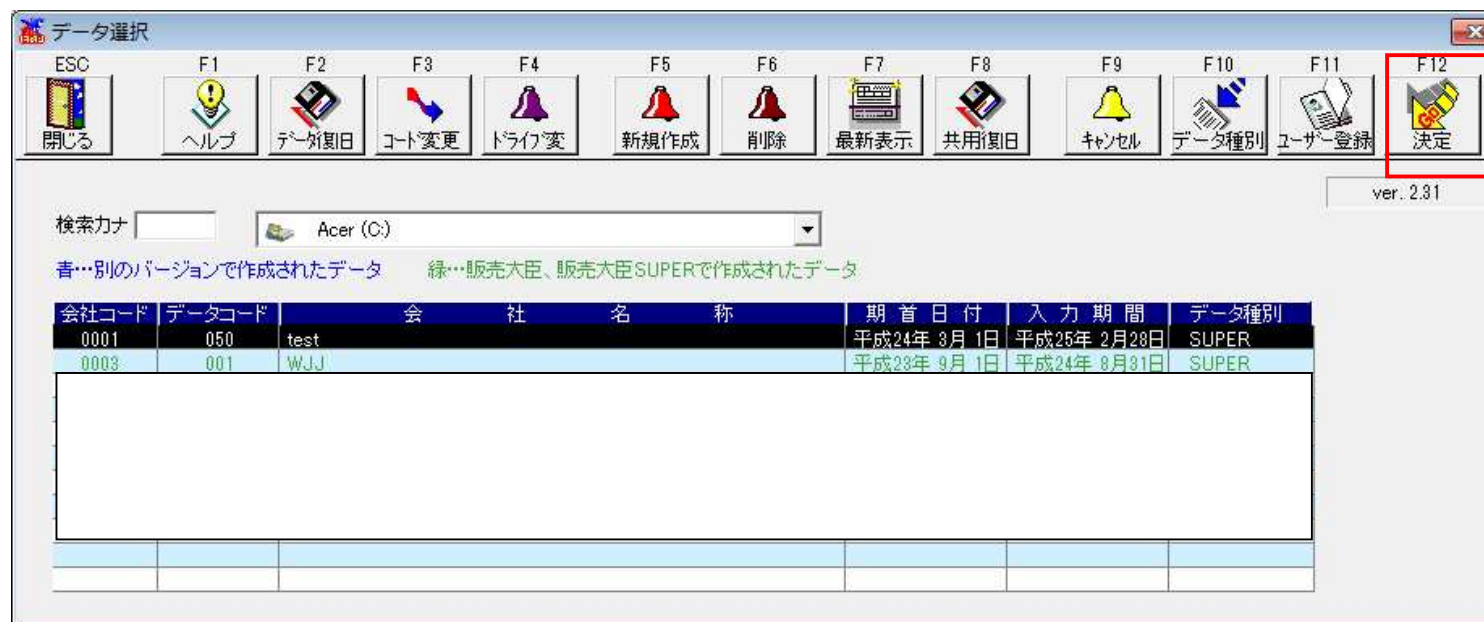 データ選択
ESC F1 F2 F3 F4 F5 F6 F7 F8 F9 F10 F11 F12
閉じる ヘルプ データ復旧 コード変更 ドライブ変 新規作成 削除 最新表示 共用復旧 キャンセル データ種別 ユーザー登録 決定
ver. 2.31
検索カナ Acer (C:)
青…別のバージョンで作成されたデータ 緑…販売大臣、販売大臣SUPERで作成されたデータ
会社コード データコード 会社名称 期首日付 入力期間 データ種別
0001 050 test 平成24年 3月 1日 平成25年 2月28日 SUPER
0003 001 WJJ 平成23年 9月 1日 平成24年 8月31日 SUPER